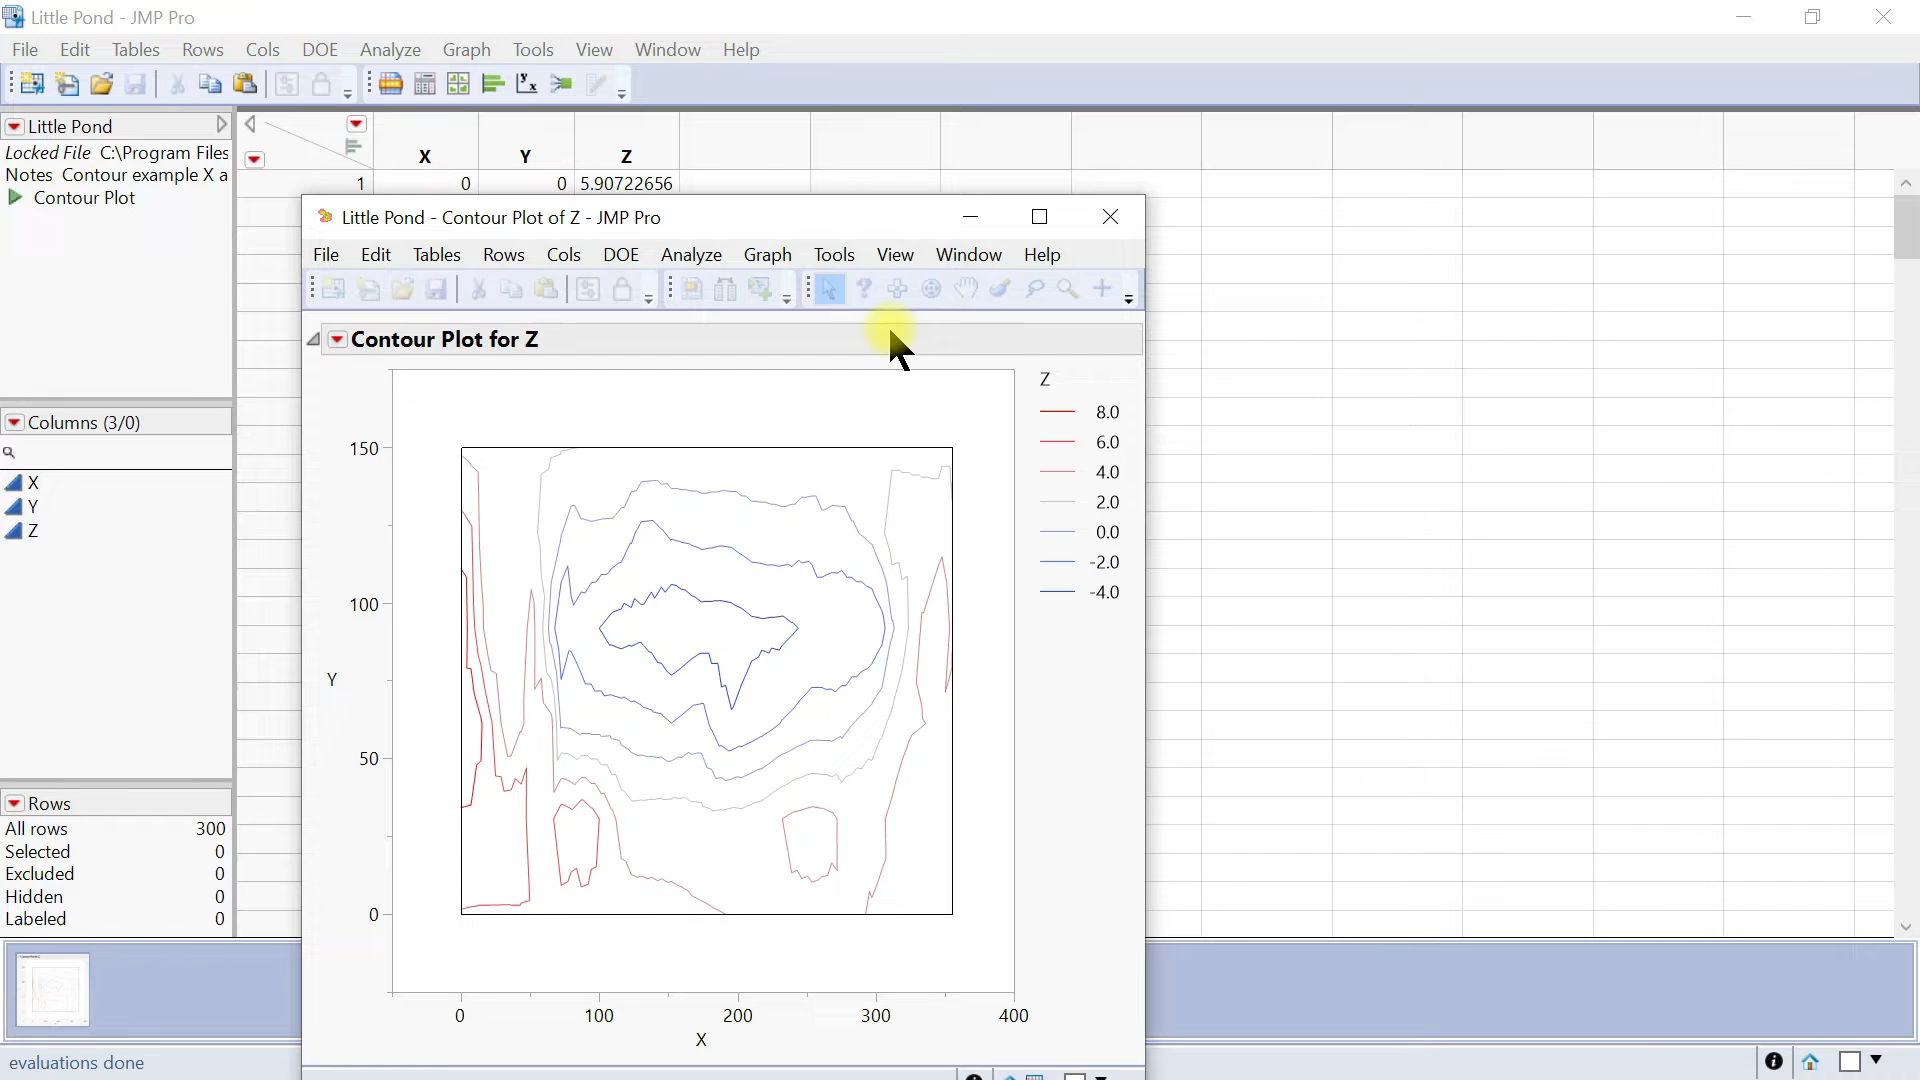 Little Pond - JMP Pro
File Edit Tables Rows Cols DOE Analyze Graph Tools View Window Help
Little Pond
Locked File C:\Program Files
Notes Contour example X a
Contour Plot
X Y Z
1 0 0 5.90722656
Little Pond - Contour Plot of Z - JMP Pro
File Edit Tables Rows Cols DOE Analyze Graph Tools View Window Help
Contour Plot for Z
Z
8.0
6.0
4.0
2.0
0.0
-2.0
-4.0
150
100
50
0
Y
0 100 200 300 400
X
Columns (3/0)
X
Y
Z
Rows
All rows 300
Selected 0
Excluded 0
Hidden 0
Labeled 0
evaluations done